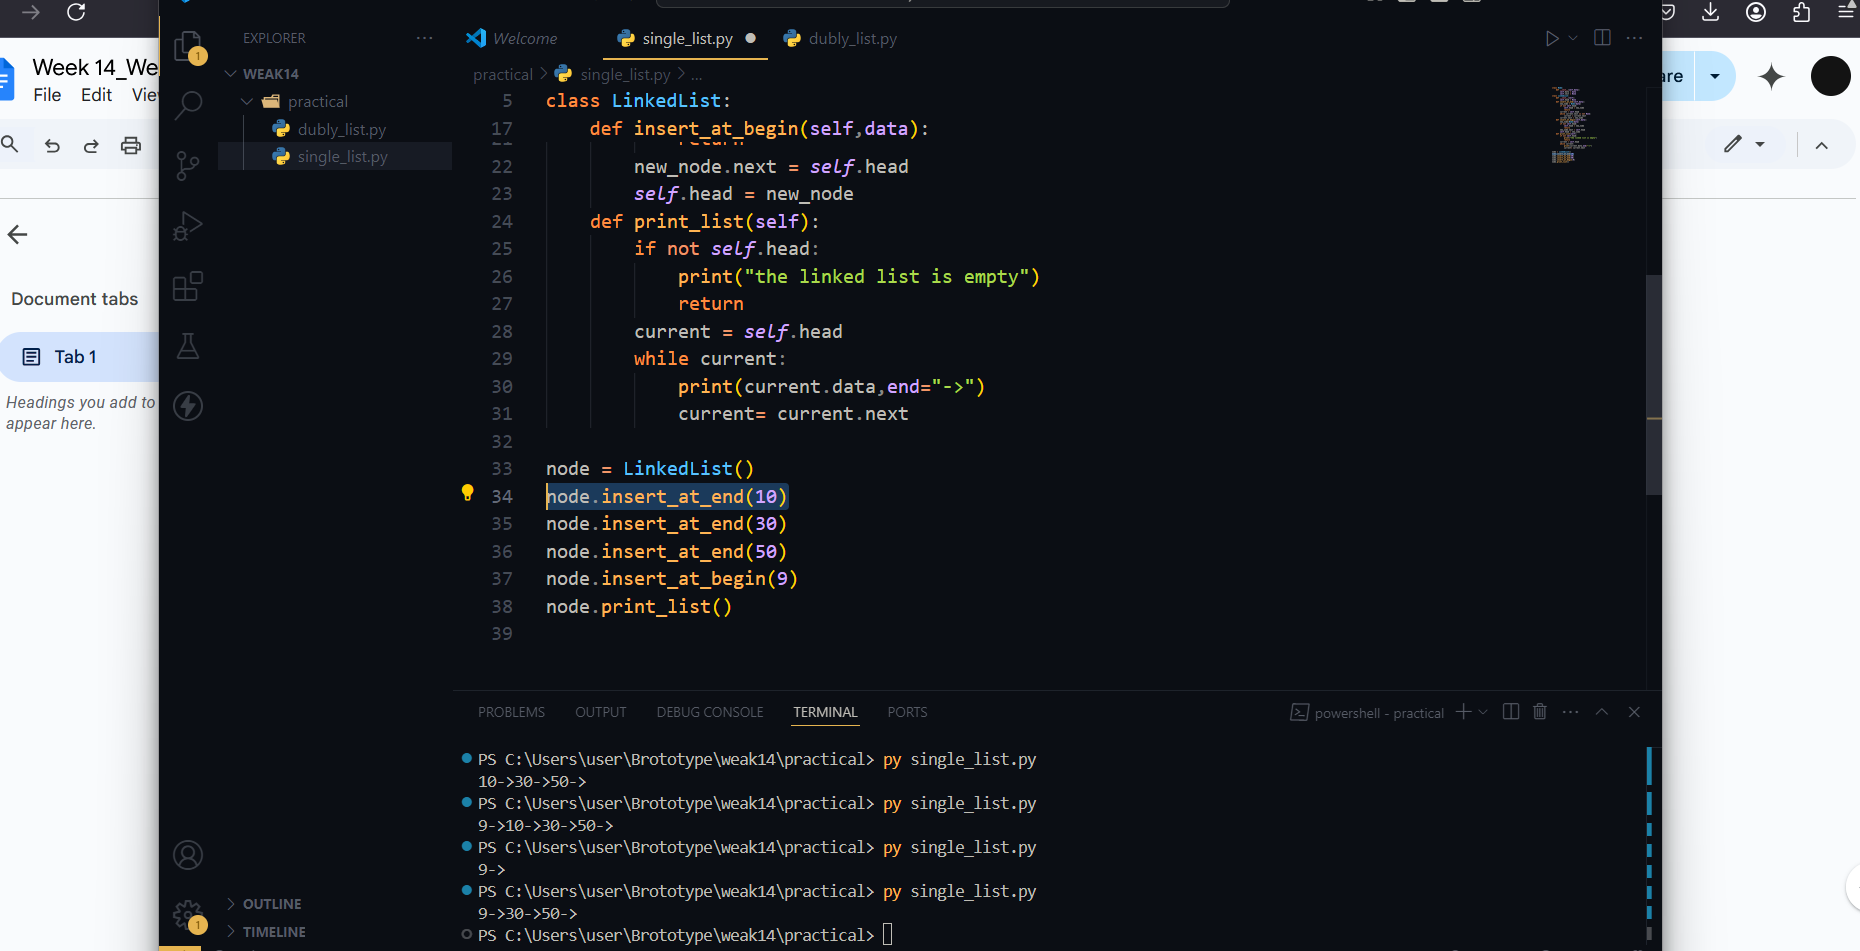 Week 14_We
File Edit Vie
Document tabs
Tab 1
Headings you add to
appear here.
are
EXPLORER
WEAK14
practical
dubly_list.py
single_list.py
OUTLINE
TIMELINE
1
1
Welcome
single_list.py
dubly_list.py
practical > single_list.py > ...
5 class LinkedList:
17 def insert_at_begin(self,data):
21 return
22 new_node.next = self.head
23 self.head = new_node
24 def print_list(self):
25 if not self.head:
26 print("the linked list is empty")
27 return
28 current = self.head
29 while current:
30 print(current.data,end="->")
31 current= current.next
32
33 node = LinkedList()
34 node.insert_at_end(10)
35 node.insert_at_end(30)
36 node.insert_at_end(50)
37 node.insert_at_begin(9)
38 node.print_list()
39
PROBLEMS OUTPUT DEBUG CONSOLE TERMINAL PORTS
powershell - practical
PS C:\Users\user\Brototype\weak14\practical> py single_list.py
10->30->50->
PS C:\Users\user\Brototype\weak14\practical> py single_list.py
9->10->30->50->
PS C:\Users\user\Brototype\weak14\practical> py single_list.py
9->
PS C:\Users\user\Brototype\weak14\practical> py single_list.py
9->30->50->
PS C:\Users\user\Brototype\weak14\practical>